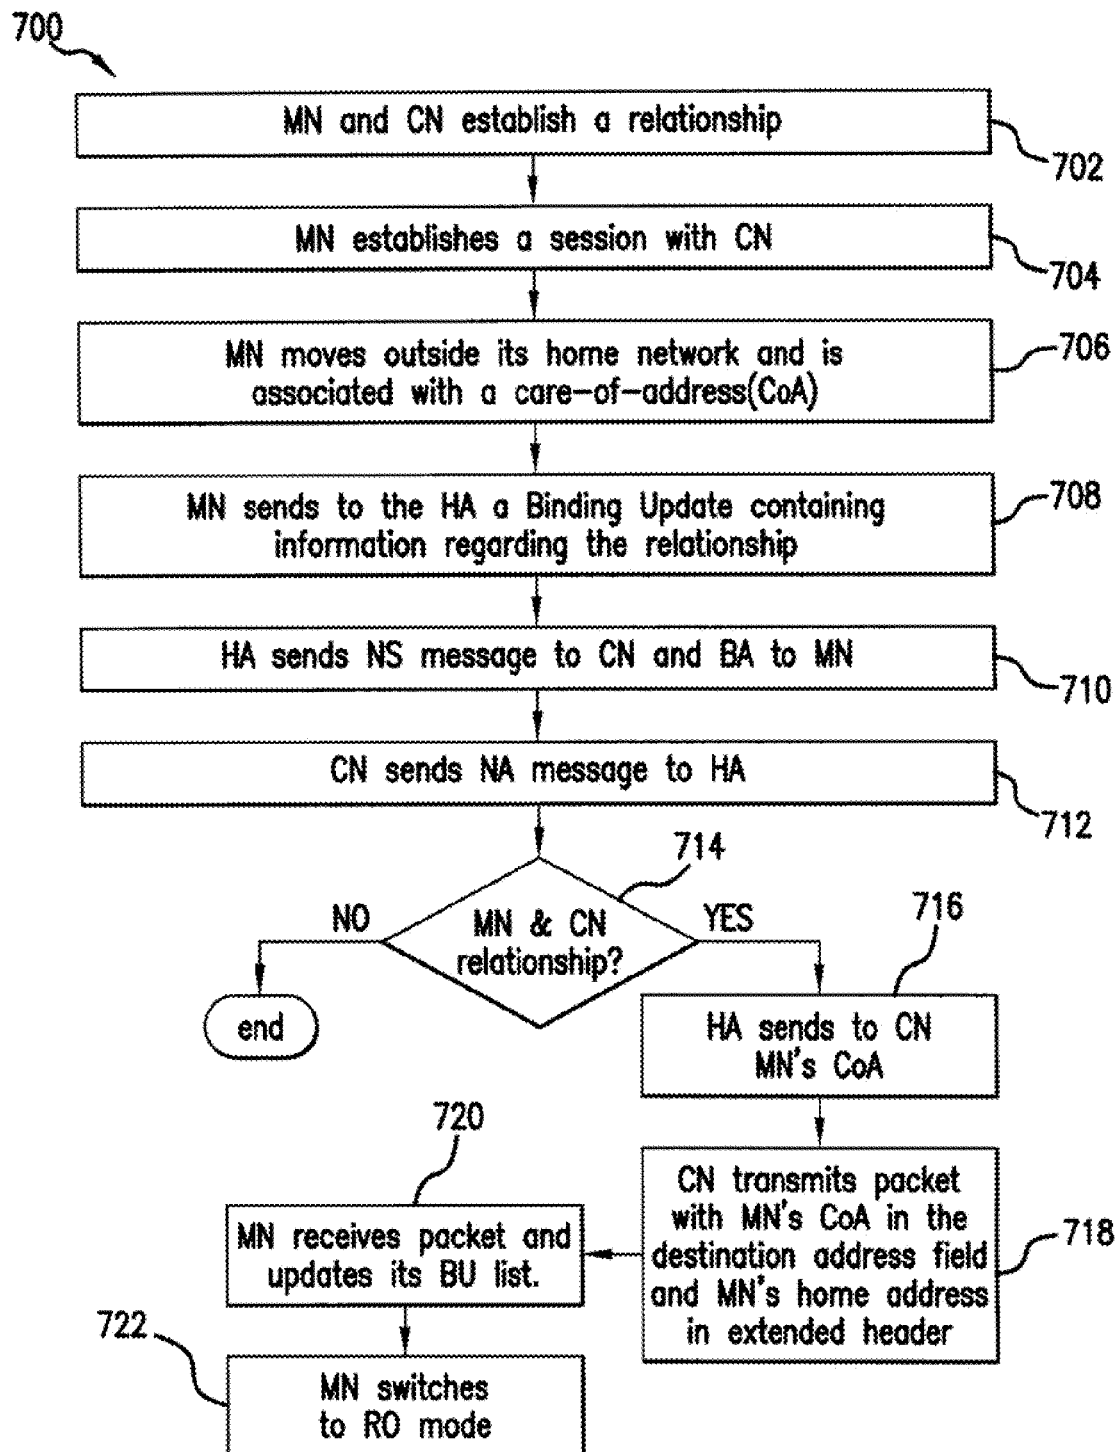 700
MN and CN establish a relationship
702
MN establishes a session with CN
704
MN moves outside its home network and is
associated with a care-of-address(CoA)
706
MN sends to the HA a Binding Update containing
information regarding the relationship
708
HA sends NS message to CN and BA to MN
710
CN sends NA message to HA
712
714
MN & CN
relationship?
NO
YES
end
716
HA sends to CN
MN's CoA
CN transmits packet
with MN's CoA in the
destination address field
and MN's home address
in extended header
718
720
MN receives packet and
updates its BU list.
722
MN switches
to RO mode